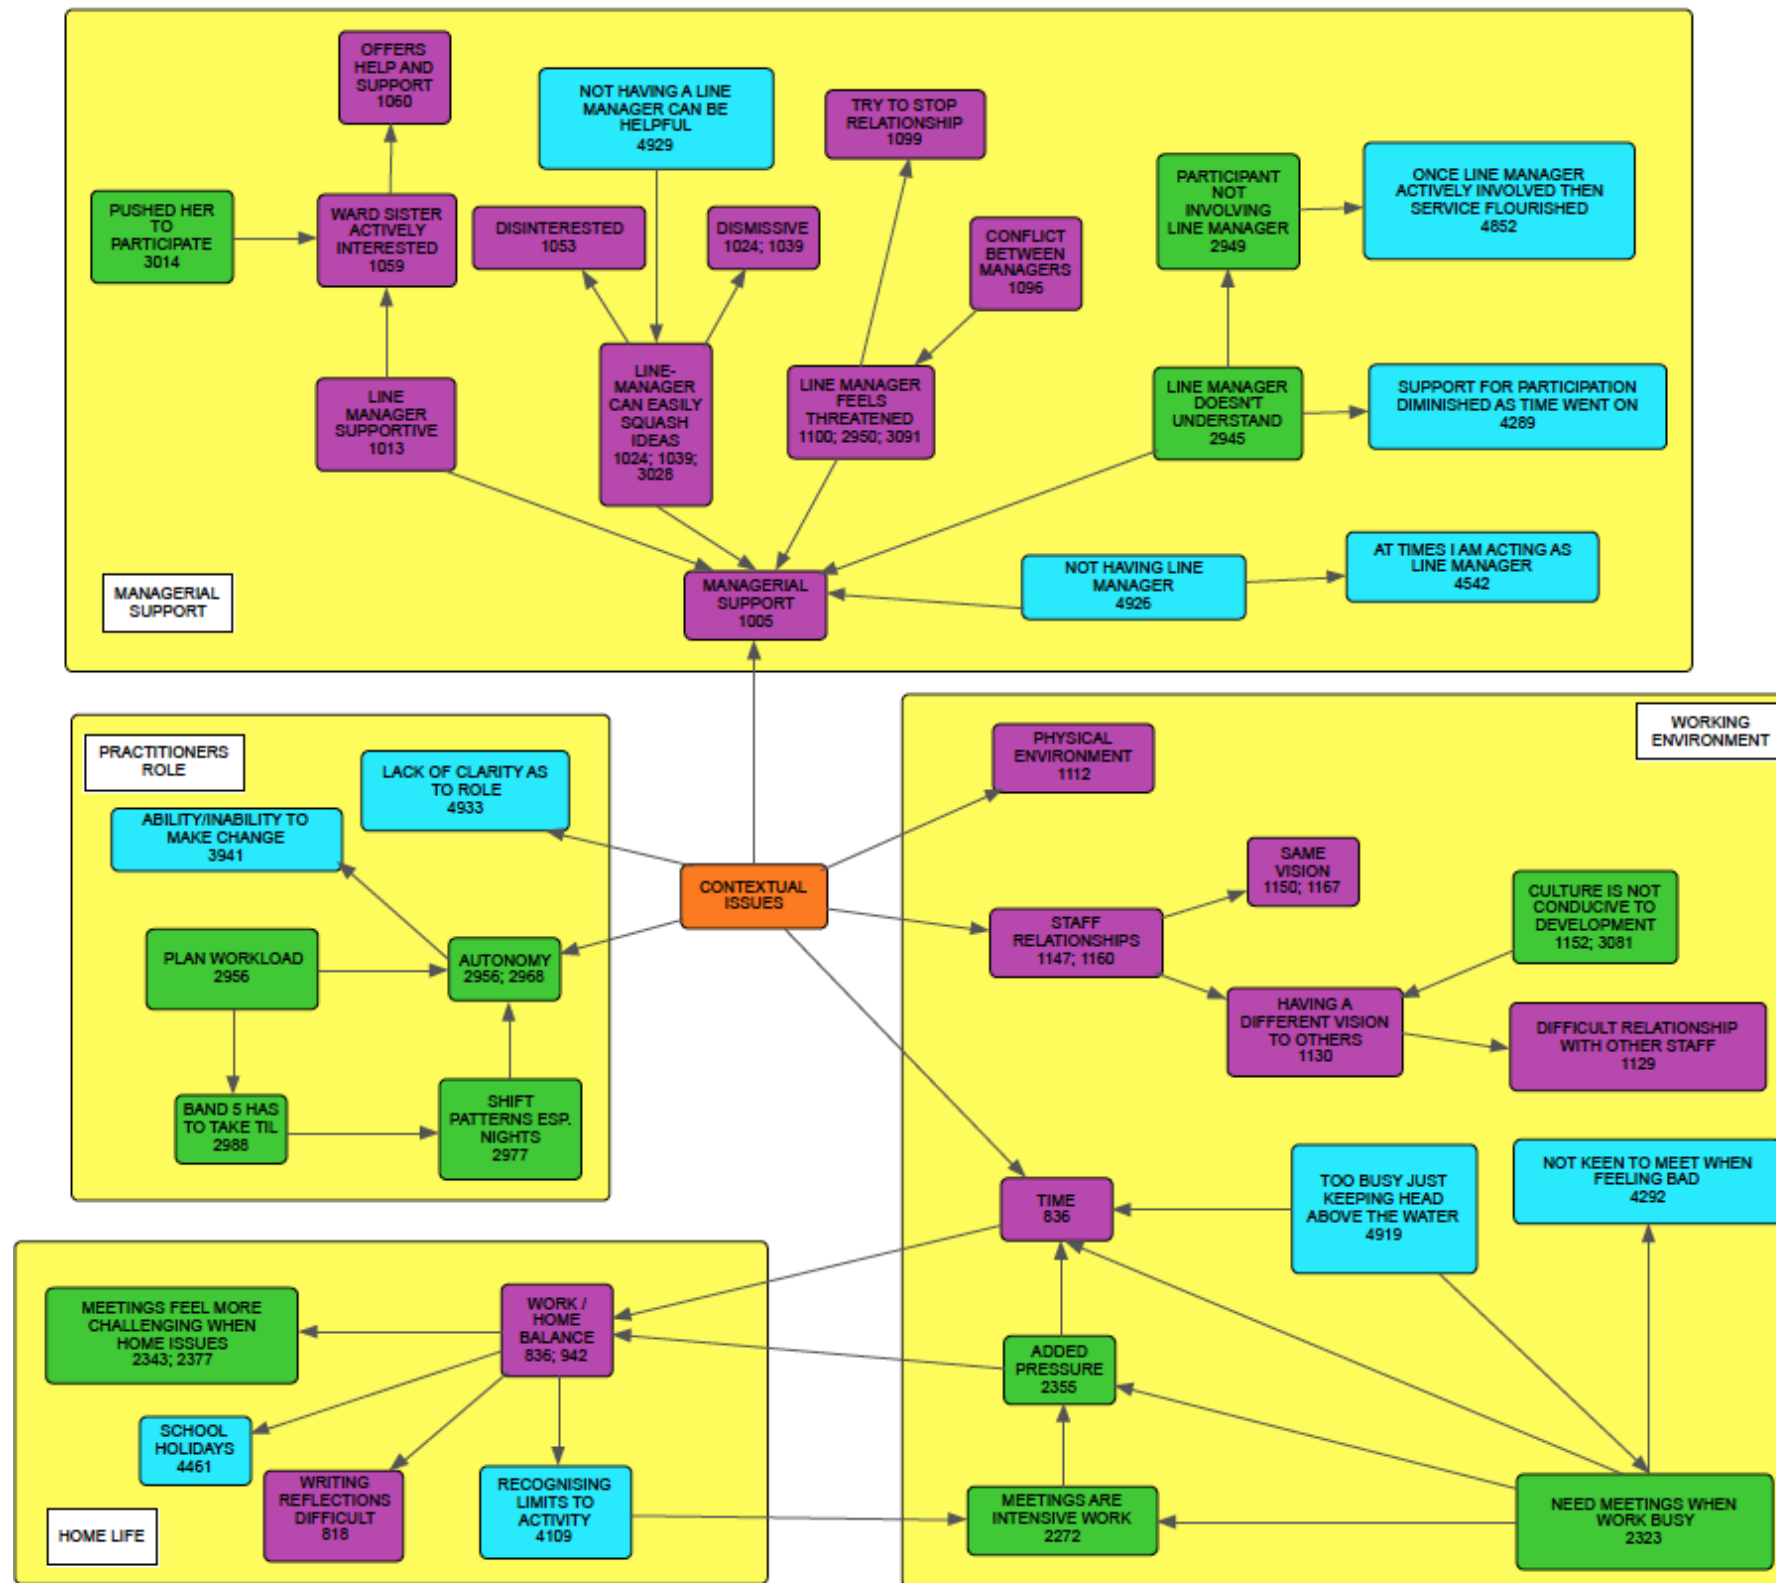 OFFERS
HELP AND
SUPPORT
1060
NOT HAVING A LINE
MANAGER CAN BE
HELPFUL
4929
TRY TO STOP
RELATIONSHIP
1099
PARTICIPANT
NOT
INVOLVING
LINE MANAGER
2949
ONCE LINE MANAGER
ACTIVELY INVOLVED THEN
SERVICE FLOURISHED
4852
PUSHED HER
TO
PARTICIPATE
3014
WARD SISTER
ACTIVELY
INTERESTED
1059
DISINTERESTED
1053
DISMISSIVE
1024; 1039
CONFLICT
BETWEEN
MANAGERS
1096
LINE
MANAGER
SUPPORTIVE
1013
LINE-
MANAGER
CAN EASILY
SQUASH
IDEAS
1024; 1039;
3028
LINE MANAGER
FEELS
THREATENED
1100; 2950; 3091
LINE MANAGER
DOESN'T
UNDERSTAND
2945
SUPPORT FOR PARTICIPATION
DIMINISHED AS TIME WENT ON
4289
MANAGERIAL
SUPPORT
MANAGERIAL
SUPPORT
1005
NOT HAVING LINE
MANAGER
4926
AT TIMES I AM ACTING AS
LINE MANAGER
4542
PRACTITIONERS
ROLE
LACK OF CLARITY AS
TO ROLE
4933
ABILITY/INABILITY TO
MAKE CHANGE
3941
PLAN WORKLOAD
2956
AUTONOMY
2956; 2968
BAND 5 HAS
TO TAKE TIL
2988
SHIFT
PATTERNS ESP.
NIGHTS
2977
CONTEXTUAL
ISSUES
WORKING
ENVIRONMENT
PHYSICAL
ENVIRONMENT
1112
SAME
VISION
1150; 1167
STAFF
RELATIONSHIPS
1147; 1160
CULTURE IS NOT
CONDUCIVE TO
DEVELOPMENT
1152; 3081
HAVING A
DIFFERENT VISION
TO OTHERS
1130
DIFFICULT RELATIONSHIP
WITH OTHER STAFF
1129
TIME
836
TOO BUSY JUST
KEEPING HEAD
ABOVE THE WATER
4919
NOT KEEN TO MEET WHEN
FEELING BAD
4292
ADDED
PRESSURE
2355
MEETINGS ARE
INTENSIVE WORK
2272
NEED MEETINGS WHEN
WORK BUSY
2323
MEETINGS FEEL MORE
CHALLENGING WHEN
HOME ISSUES
2343; 2377
WORK /
HOME
BALANCE
836; 942
SCHOOL
HOLIDAYS
4461
WRITING
REFLECTIONS
DIFFICULT
818
RECOGNISING
LIMITS TO
ACTIVITY
4109
HOME LIFE